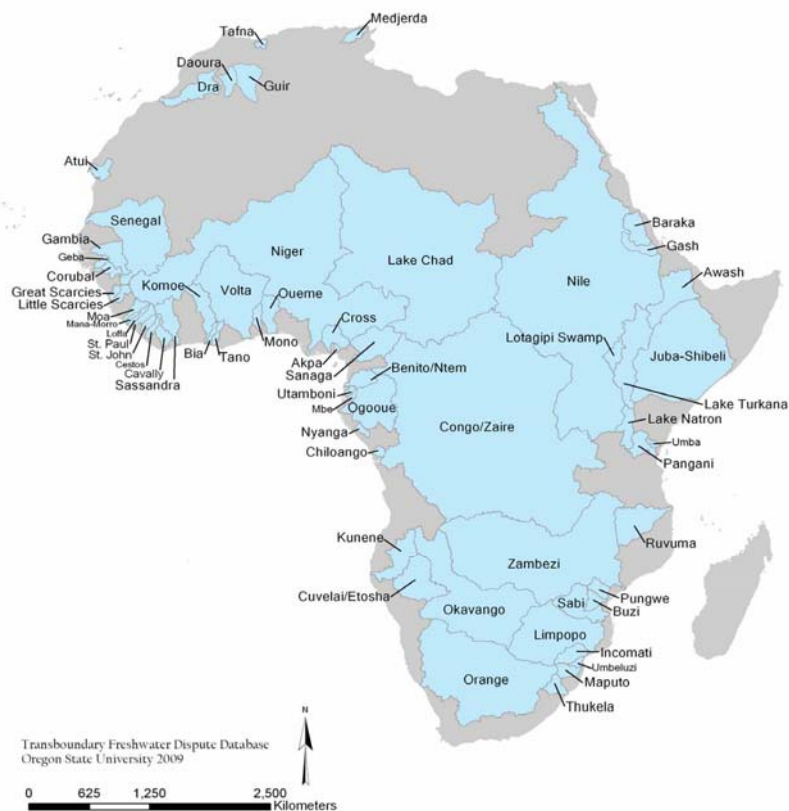 Medjerda
Tafna
Daoura
Dra
Guir
Atui
Senegal
Baraka
Gambia
Niger
Gash
Geba
Lake Chad
Awash
Corubal
Nile
Komoe
Volta
Oueme
Great Scarcies
Little Scarcies
Cross
Moa
Mana-Morro
Lotagipi Swamp
Loffa
St. Paul
Mono
Juba-Shibeli
St. John
Bia
Tano
Akpa
Cestos
Benito/Ntem
Cavally
Sanaga
Sassandra
Utamboni
Lake Turkana
Mbe
Ogooue
Lake Natron
Congo/Zaire
Nyanga
Umba
Chiloango
Pangani
Kunene
Ruvuma
Zambezi
Cuvelai/Etosha
Pungwe
Sabi
Okavango
Buzi
Limpopo
Incomati
Umbeluzi
Orange
Maputo
Thukela
N
Transboundary Freshwater Dispute Database
Oregon State University 2009
0 625 1,250 2,500
Kilometers